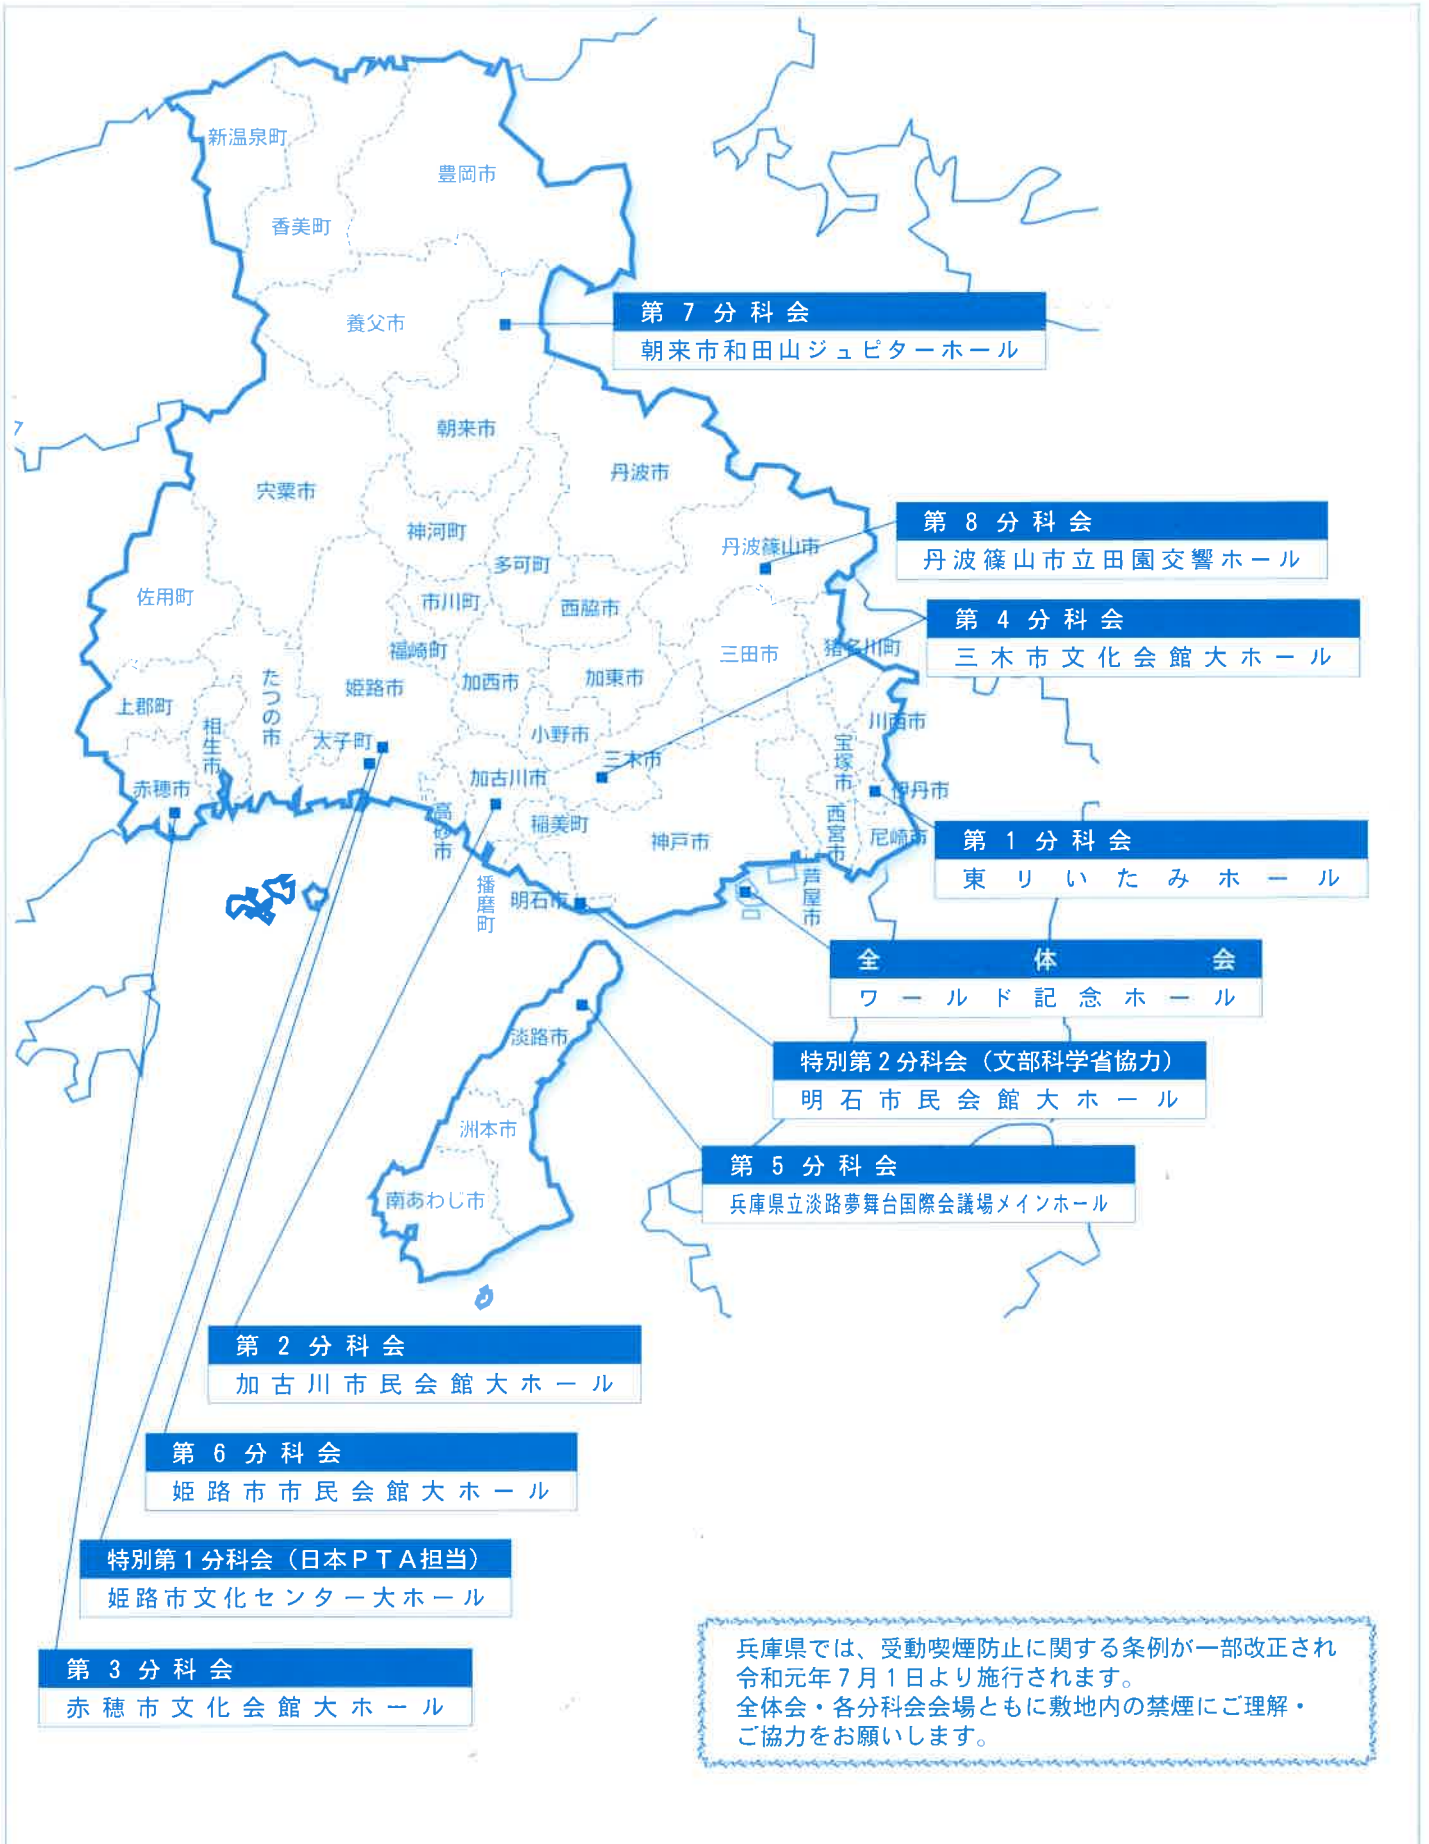 新温泉町
豊岡市
香美町
養父市
第７分科会
朝来市和田山ジュピターホール
朝来市
丹波市
宍粟市
第８分科会
丹波篠山市立田園交響ホール
神河町
丹波篠山市
多可町
佐用町
市川町
西脇市
第４分科会
三木市文化会館大ホール
福崎町
三田市
猪名川町
たつの市
姫路市
加西市
加東市
上郡町
相生市
川西市
太子町
小野市
三木市
宝塚市
赤穂市
加古川市
伊丹市
高砂市
稲美町
神戸市
西宮市
尼崎市
第１分科会
東リいたみホール
播磨町
明石市
芦屋市
全体会
ワールド記念ホール
淡路市
特別第２分科会（文部科学省協力）
明石市民会館大ホール
洲本市
第５分科会
兵庫県立淡路夢舞台国際会議場メインホール
南あわじ市
第２分科会
加古川市民会館大ホール
第６分科会
姫路市市民会館大ホール
特別第１分科会（日本ＰＴＡ担当）
姫路市文化センター大ホール
第３分科会
赤穂市文化会館大ホール
兵庫県では、受動喫煙防止に関する条例が一部改正され
令和元年７月１日より施行されます。
全体会・各分科会会場ともに敷地内の禁煙にご理解・
ご協力をお願いします。